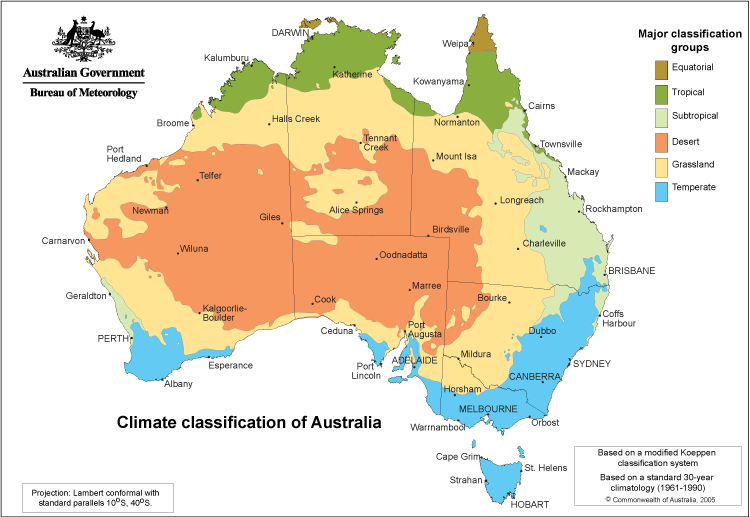 Australian Government
Bureau of Meteorology
Major classification
groups
Equatorial
Tropical
Subtropical
Desert
Grassland
Temperate
DARWIN
Weipa
Kalumburu
Katherine
Kowanyama
Cairns
Broome
Halls Creek
Normanton
Tennant
Creek
Townsville
Port
Hedland
Mount Isa
Mackay
Telfer
Newman
Alice Springs
Longreach
Rockhampton
Giles
Birdsville
Carnarvon
Wiluna
Oodnadatta
Charleville
BRISBANE
Marree
Geraldton
Cook
Bourke
Kalgoorlie-
Boulder
Coffs
Harbour
Ceduna
Port
Augusta
Dubbo
PERTH
Esperance
Port
Lincoln
ADELAIDE
Mildura
SYDNEY
Albany
CANBERRA
Horsham
MELBOURNE
Warrnambool
Orbost
Climate classification of Australia
Cape Grim
St. Helens
Strahan
HOBART
Projection: Lambert conformal with
standard parallels 10°S, 40°S.
Based on a modified Koeppen
classification system
Based on a standard 30-year
climatology (1961-1990)
© Commonwealth of Australia, 2005